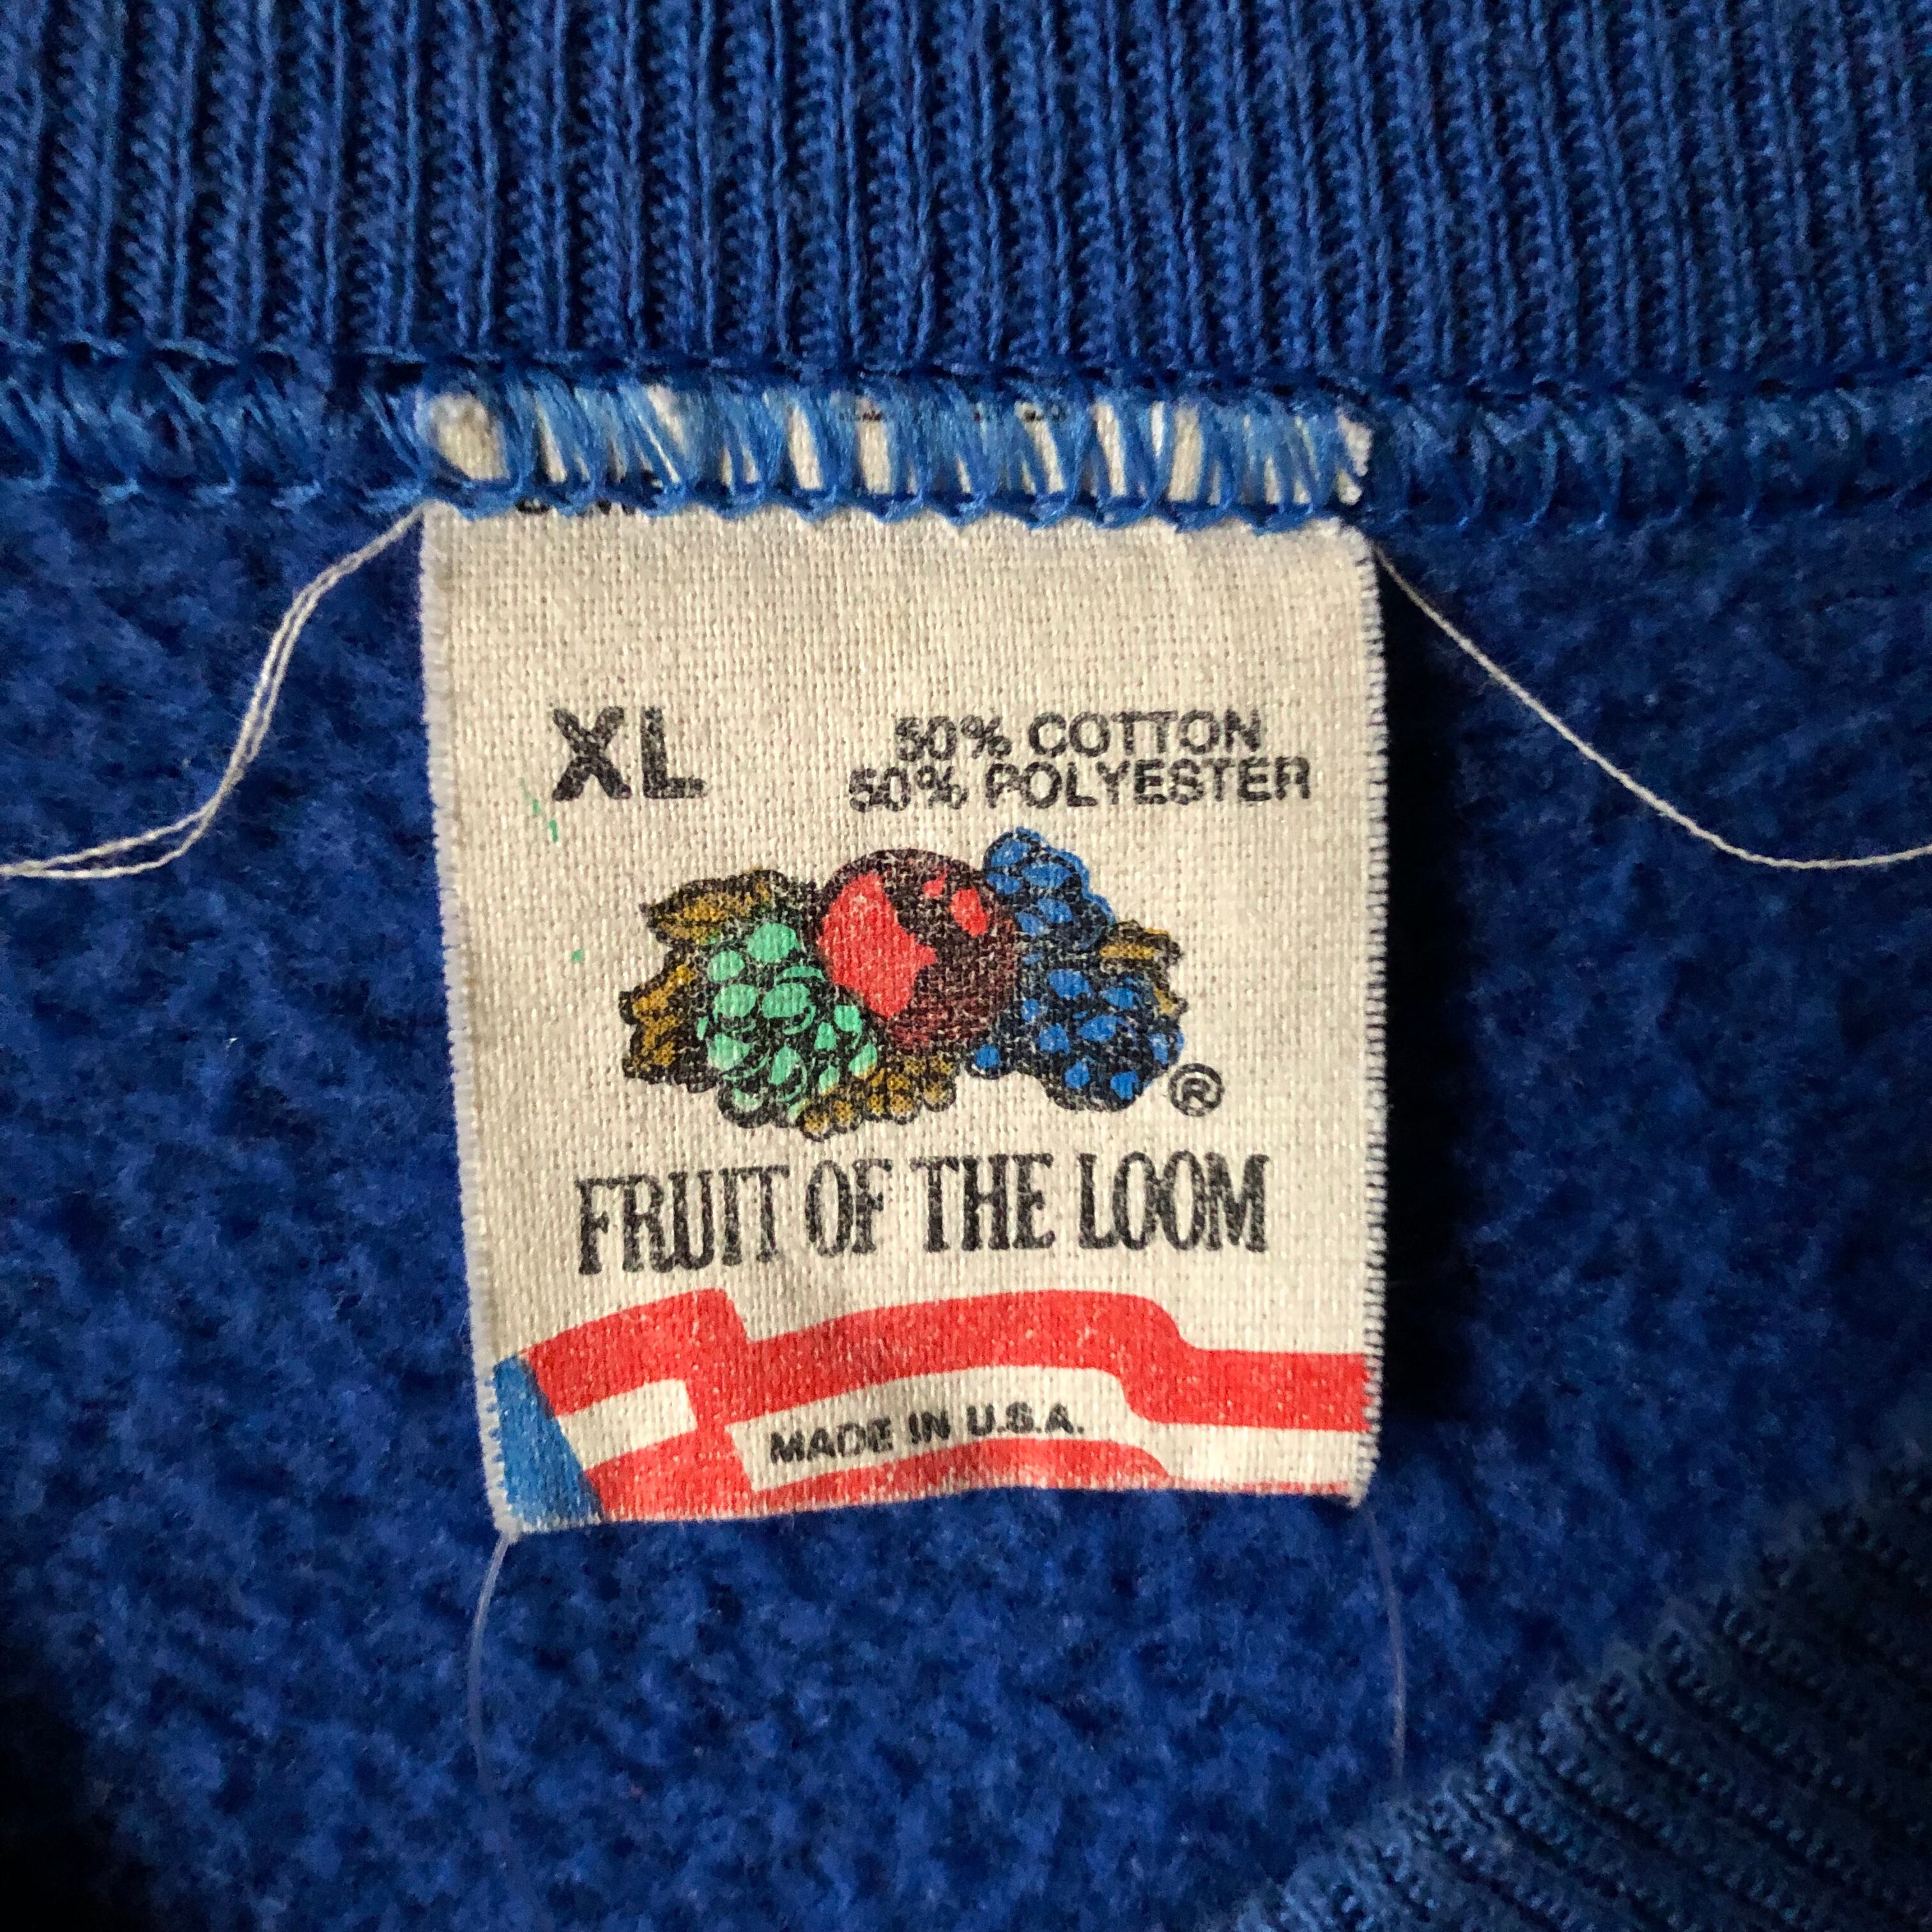 XL
50% COTTON
50% POLYESTER
®
FRUIT OF THE LOOM
MADE IN U.S.A.